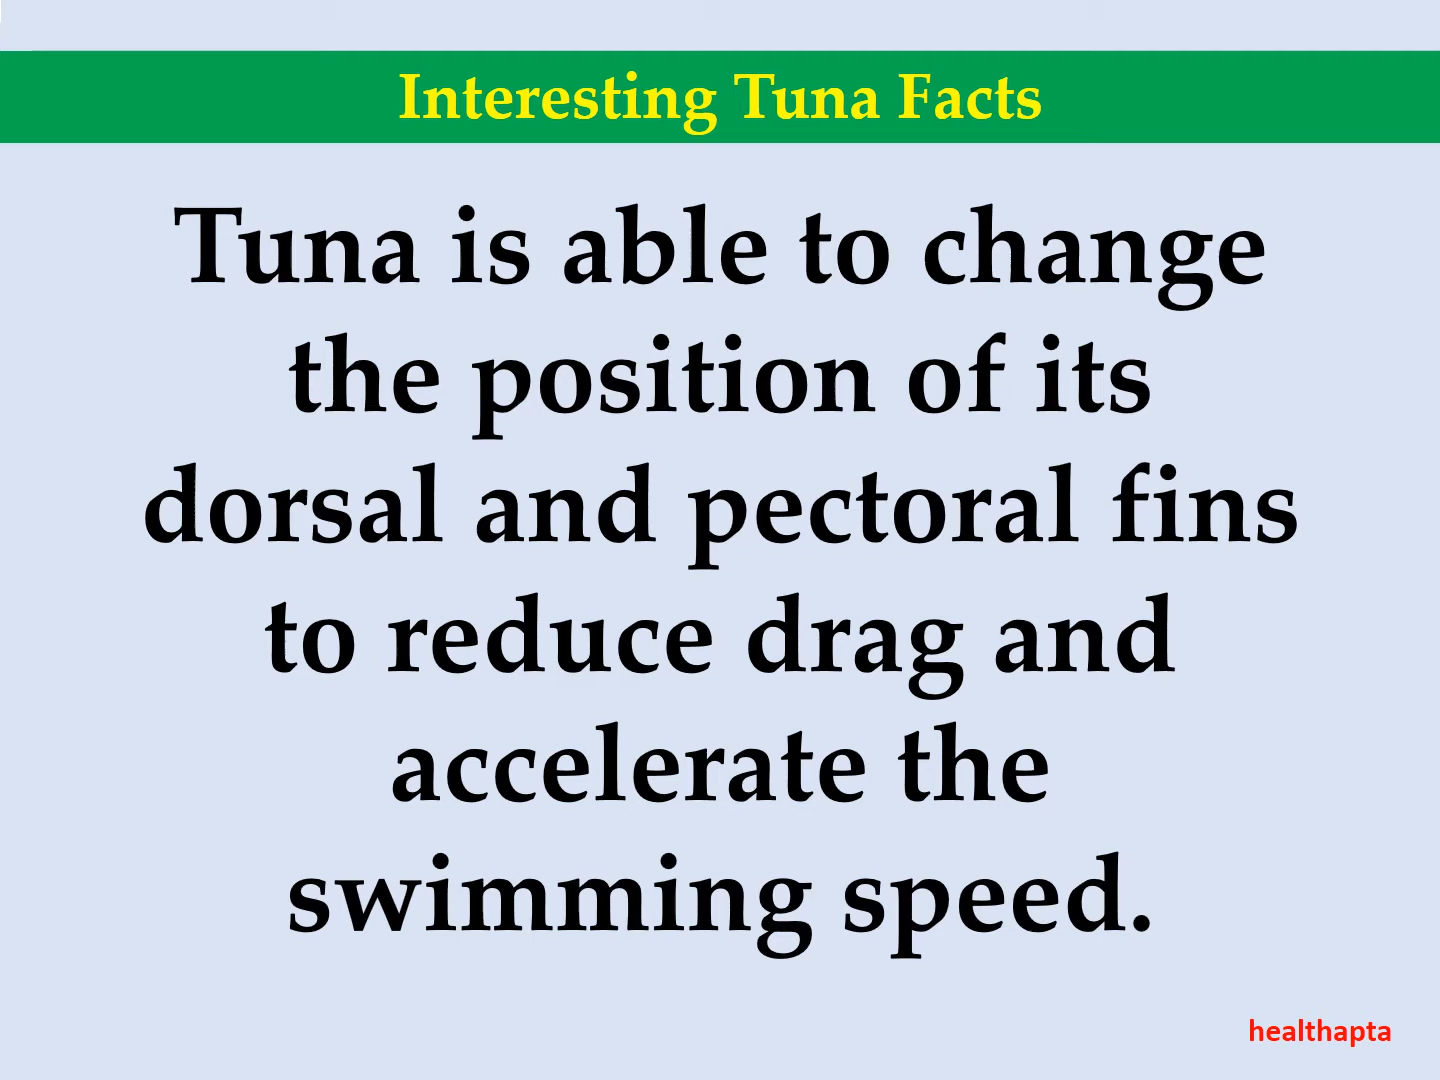 Interesting Tuna Facts
Tuna is able to change
the position of its
dorsal and pectoral fins
to reduce drag and
accelerate the
swimming speed.
healthapta